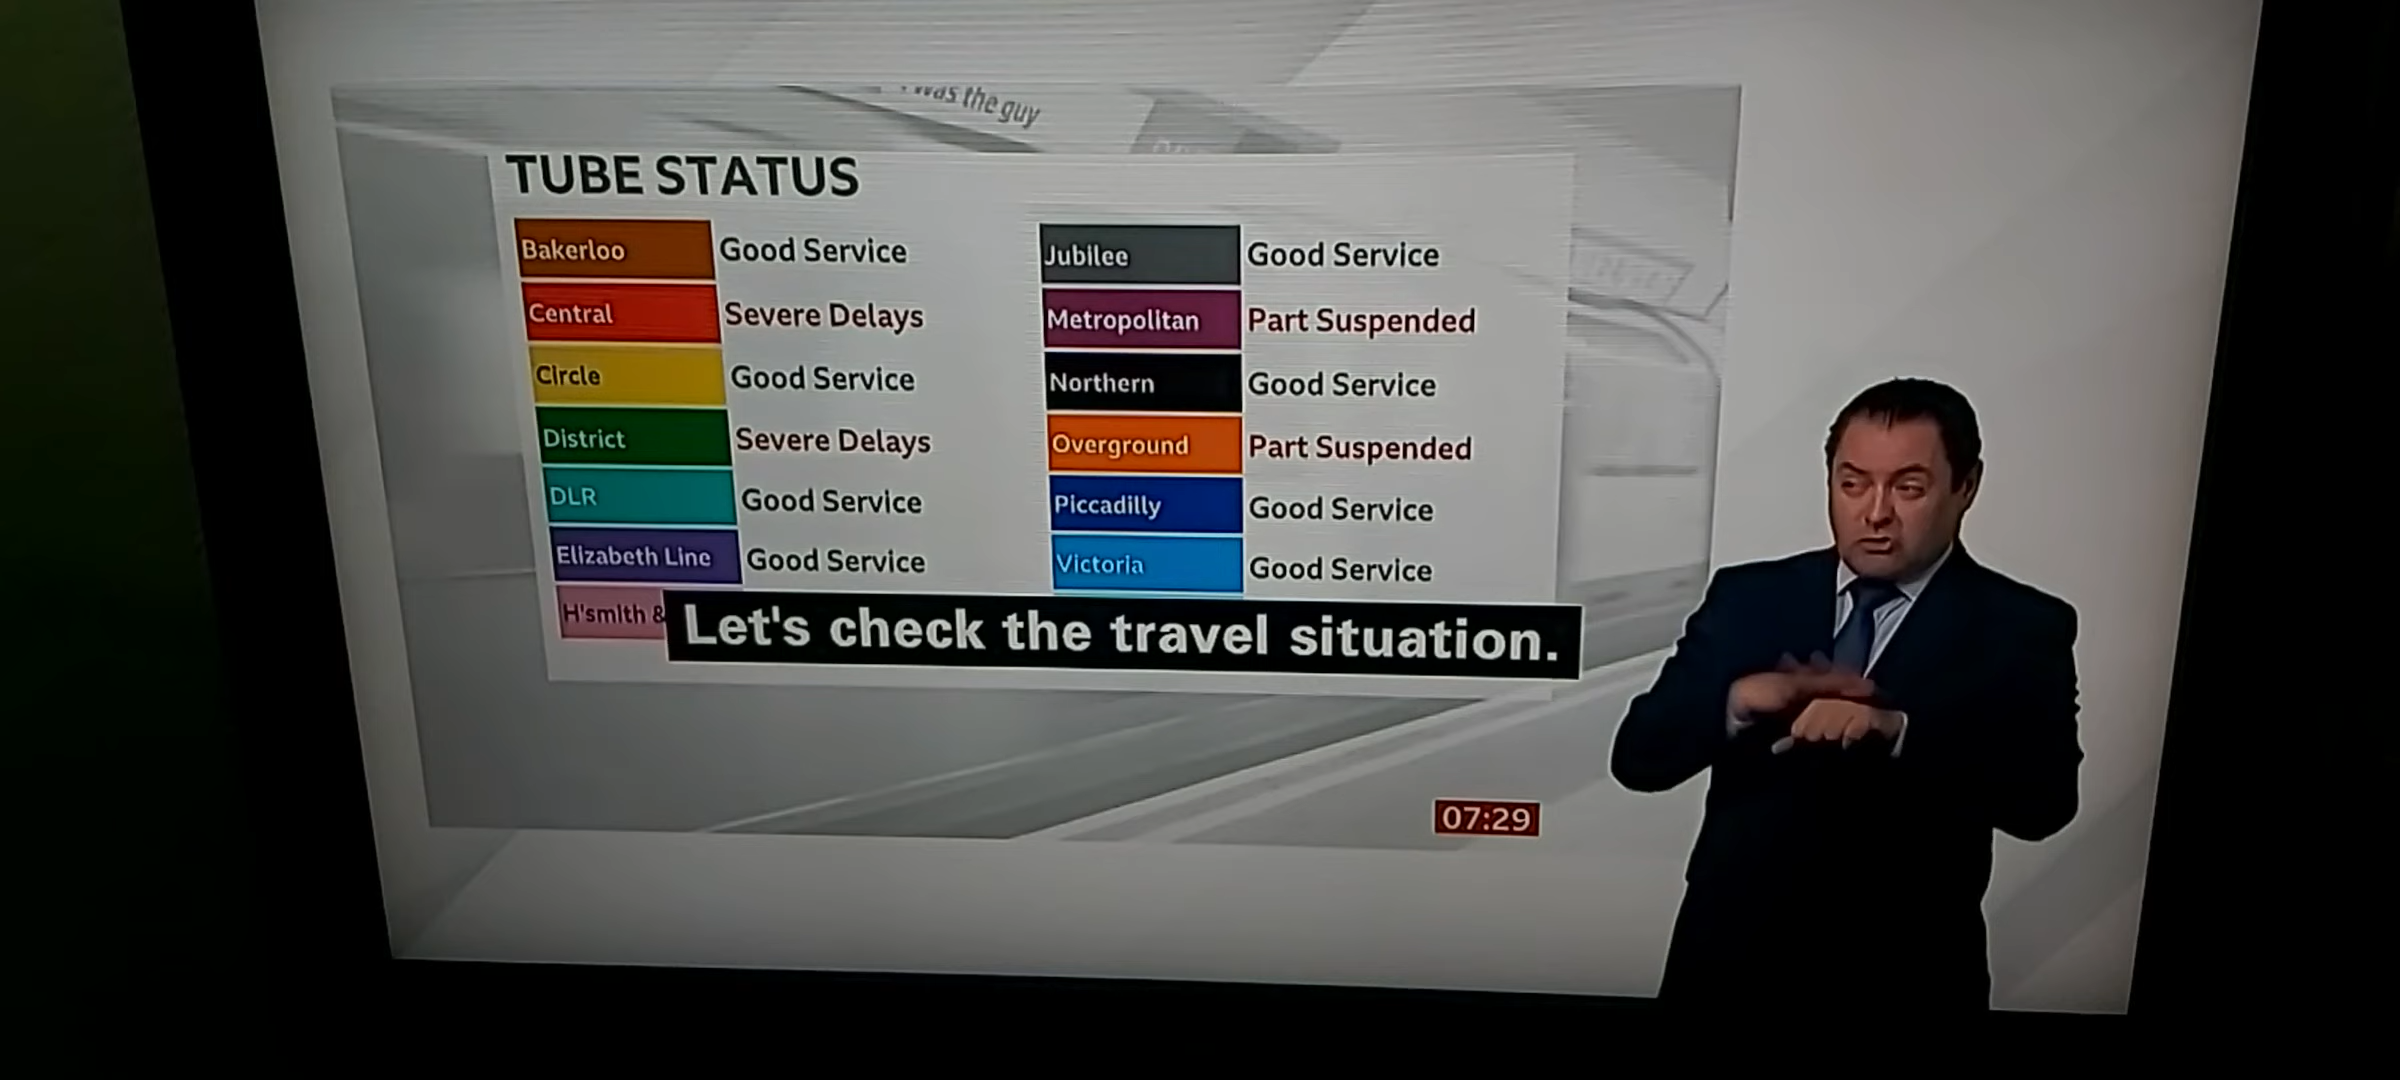 was the guy
TUBE STATUS
Bakerloo Good Service
Central Severe Delays
Circle Good Service
District Severe Delays
DLR Good Service
Elizabeth Line Good Service
H'smith &
Jubilee Good Service
Metropolitan Part Suspended
Northern Good Service
Overground Part Suspended
Piccadilly Good Service
Victoria Good Service
Let's check the travel situation.
07:29